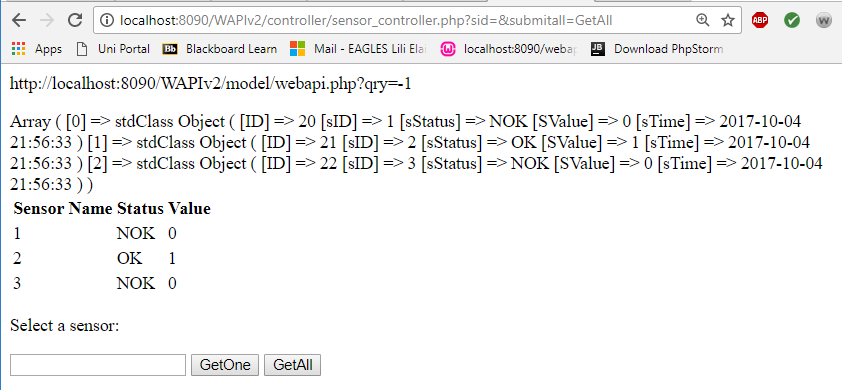 localhost:8090/WAPIv2/controller/sensor_controller.php?sid=&submitall=GetAll
ABP
W
Apps Uni Portal Bb Blackboard Learn Mail - EAGLES Lili Elai localhost:8090/webap JB Download PhpStorm
http://localhost:8090/WAPIv2/model/webapi.php?qry=-1
Array ( [0] => stdClass Object ( [ID] => 20 [sID] => 1 [sStatus] => NOK [SValue] => 0 [sTime] => 2017-10-04
21:56:33 ) [1] => stdClass Object ( [ID] => 21 [sID] => 2 [sStatus] => OK [SValue] => 1 [sTime] => 2017-10-04
21:56:33 ) [2] => stdClass Object ( [ID] => 22 [sID] => 3 [sStatus] => NOK [SValue] => 0 [sTime] => 2017-10-04
21:56:33 ) )
Sensor Name Status Value
1 NOK 0
2 OK 1
3 NOK 0
Select a sensor:
GetOne GetAll